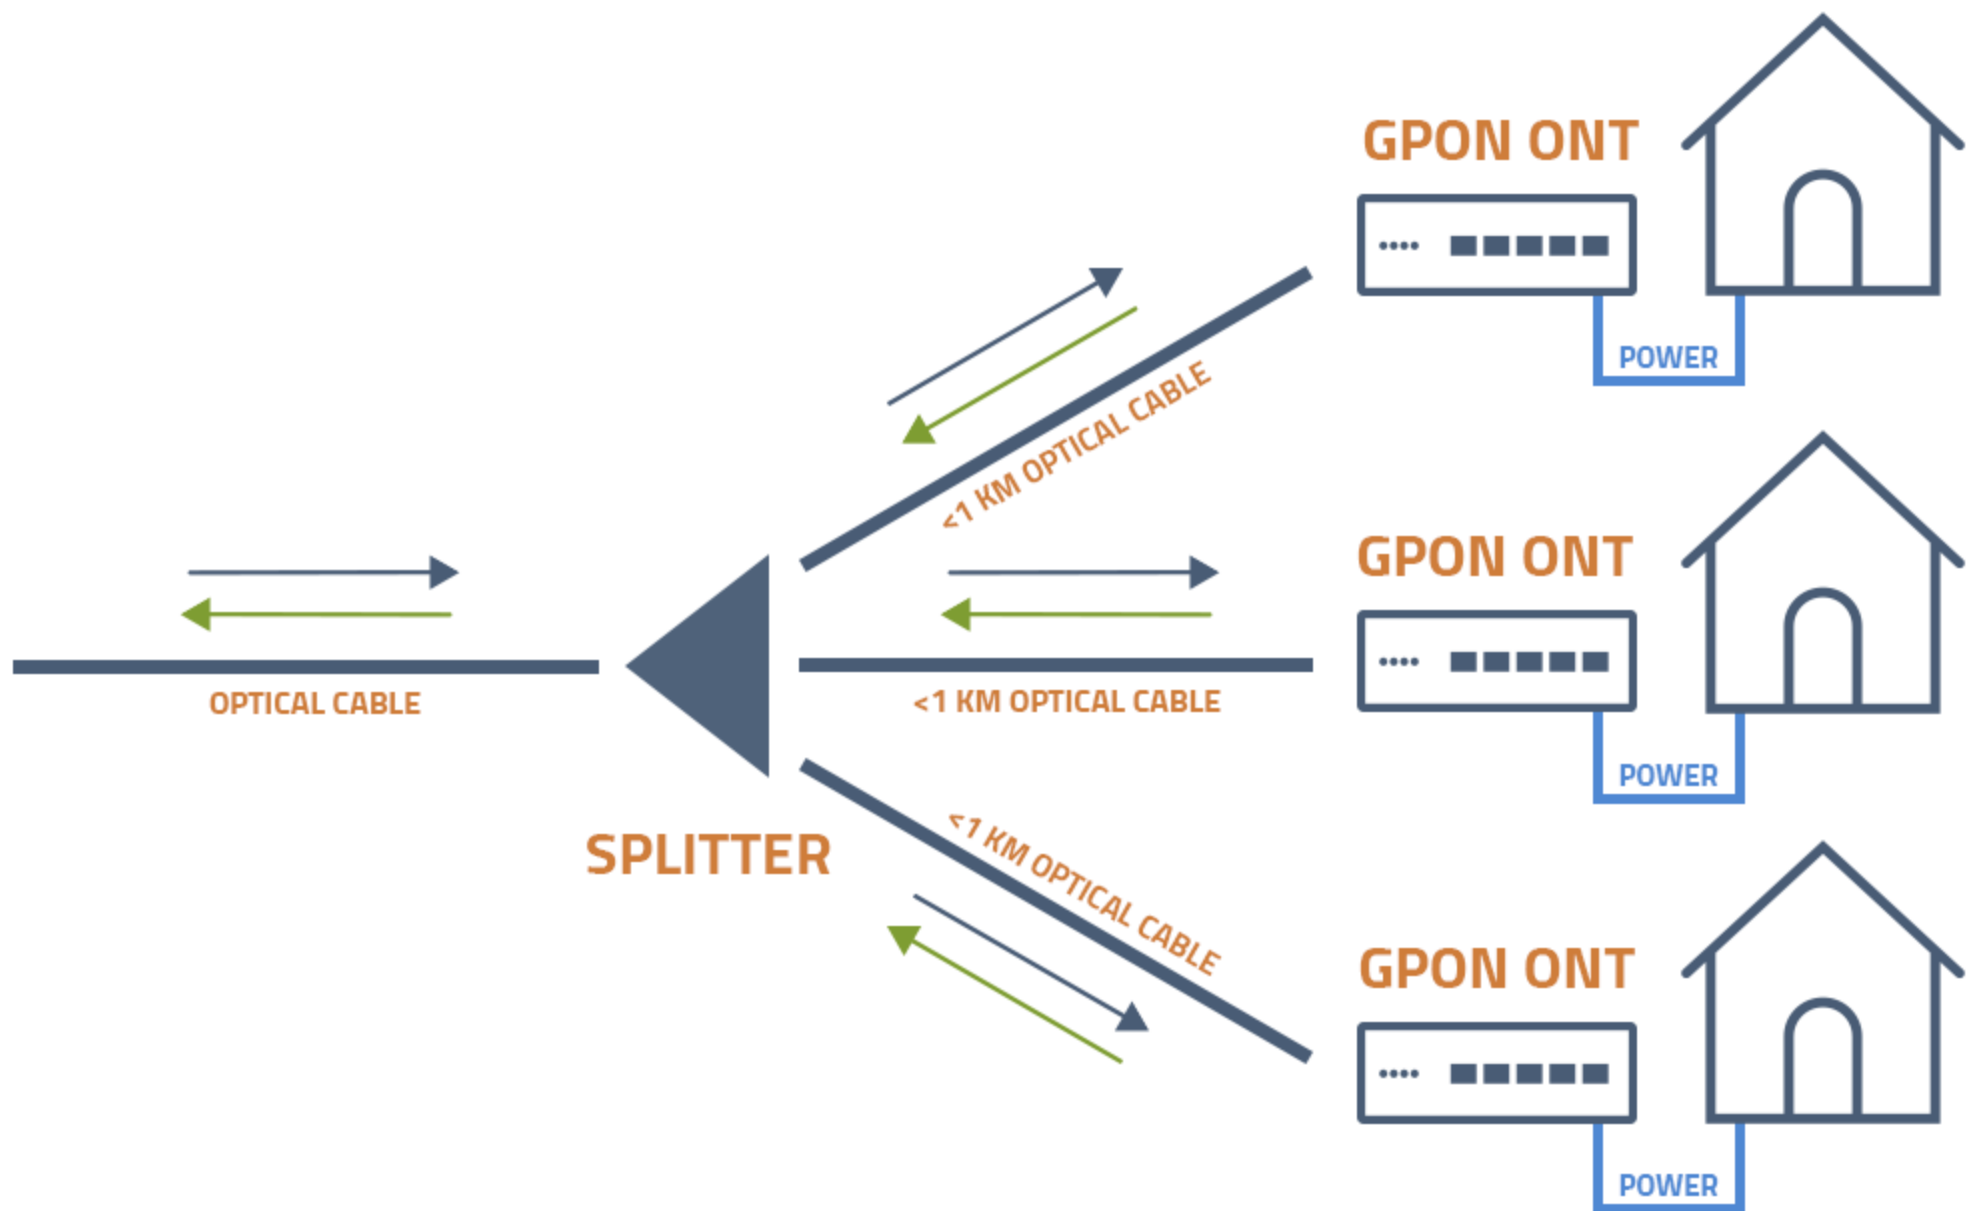 GPON ONT
POWER
<1 KM OPTICAL CABLE
GPON ONT
OPTICAL CABLE
<1 KM OPTICAL CABLE
POWER
SPLITTER
<1 KM OPTICAL CABLE
GPON ONT
POWER